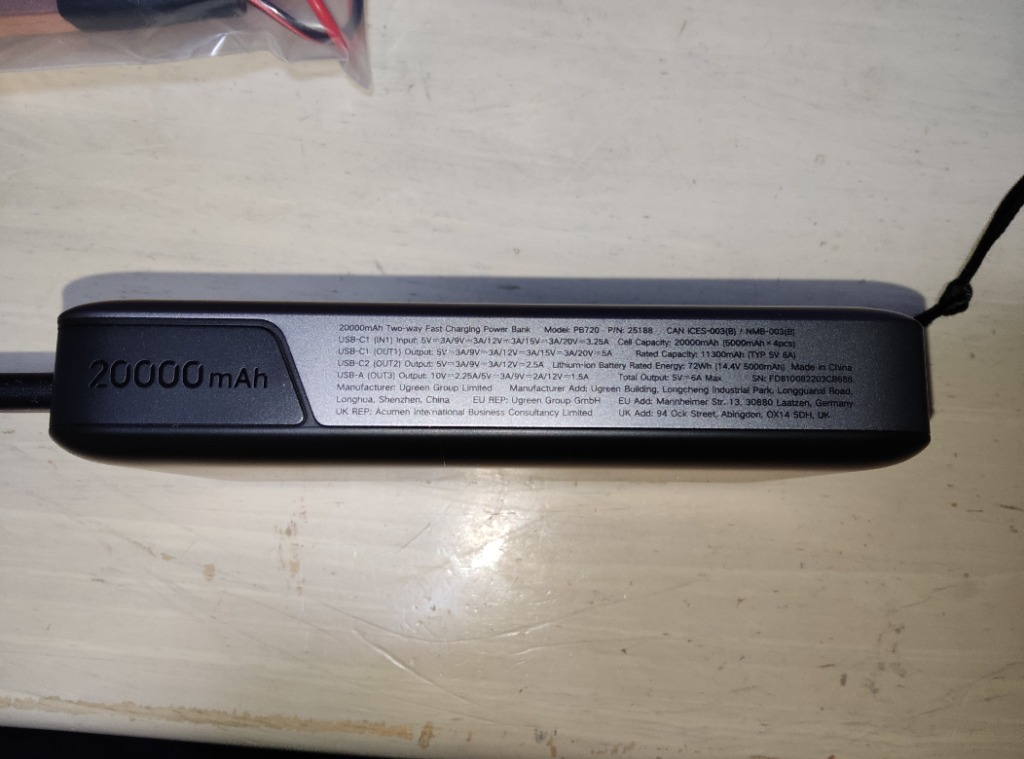 20000 mAh
20000mAh Two-way Fast Charging Power Bank Model: PB720 P/N: 25188 CAN ICES-003(B) / NMB-003(B)
USB-C1 (IN1) Input: 5V⎓3A/9V⎓3A/12V⎓3A/15V⎓3A/20V⎓3.25A Cell Capacity: 20000mAh (5000mAh×4pcs)
USB-C1 (OUT1) Output: 5V⎓3A/9V⎓3A/12V⎓3A/15V⎓3A/20V⎓5A Rated Capacity: 11300mAh (TYP 5V 6A)
USB-C2 (OUT2) Output: 5V⎓3A/9V⎓3A/12V⎓2.5A Lithium-ion Battery Rated Energy: 72Wh (14.4V 5000mAh) Made in China
USB-A (OUT3) Output: 10V⎓2.25A/5V⎓3A/9V⎓2A/12V⎓1.5A Total Output: 5V⎓6A Max SN:
Manufacturer: Ugreen Group Limited Manufacturer Add: Ugreen Building, Longcheng Industrial Park, Longguanxi Road,
Longhua, Shenzhen, China EU REP: Ugreen Group GmbH EU Add: Mannheimer Str. 13, 30880 Laatzen, Germany
UK REP: Acumen International Business Consultancy Limited UK Add: 94 Ock Street, Abingdon, OX14 5DH, UK